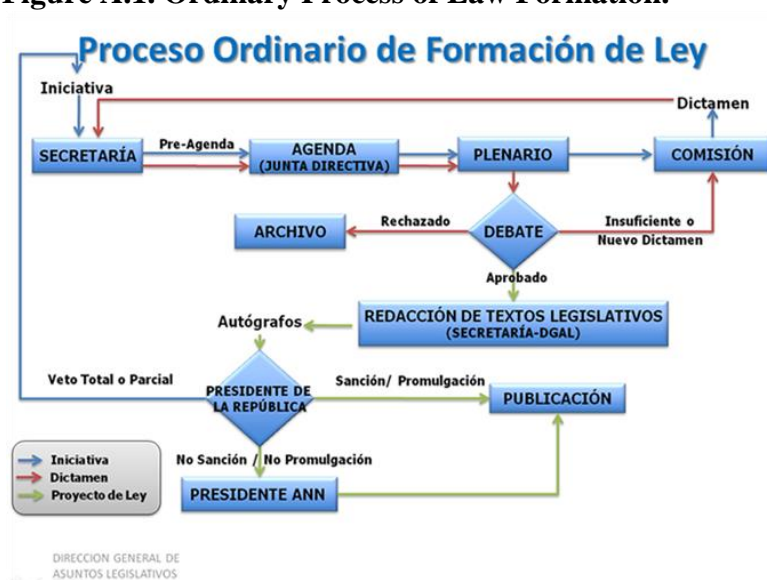 Figure A.1. Ordinary Process of Law Formation.
Proceso Ordinario de Formación de Ley
Iniciativa
Dictamen
SECRETARÍA
Pre-Agenda
AGENDA
(JUNTA DIRECTIVA)
PLENARIO
COMISIÓN
ARCHIVO
Rechazado
DEBATE
Insuficiente o
Nuevo Dictamen
Aprobado
REDACCIÓN DE TEXTOS LEGISLATIVOS
(SECRETARÍA-DGAL)
Autógrafos
Veto Total o Parcial
PRESIDENTE DE
LA REPÚBLICA
Sanción/ Promulgación
PUBLICACIÓN
No Sanción / No Promulgación
PRESIDENTE ANN
Iniciativa
Dictamen
Proyecto de Ley
DIRECCION GENERAL DE
ASUNTOS LEGISLATIVOS